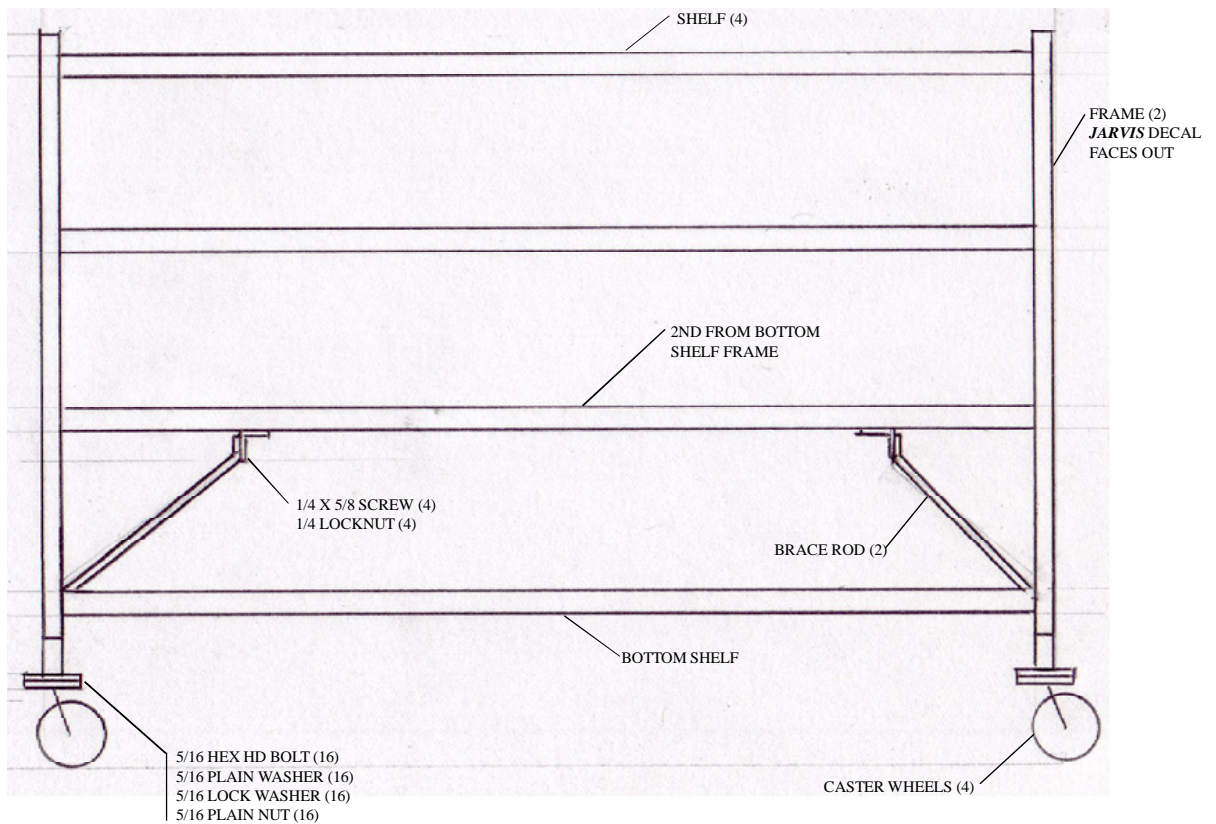 SHELF (4)
FRAME (2)
JARVIS DECAL
FACES OUT
2ND FROM BOTTOM
SHELF FRAME
1/4 X 5/8 SCREW (4)
1/4 LOCKNUT (4)
BRACE ROD (2)
BOTTOM SHELF
5/16 HEX HD BOLT (16)
5/16 PLAIN WASHER (16)
5/16 LOCK WASHER (16)
5/16 PLAIN NUT (16)
CASTER WHEELS (4)